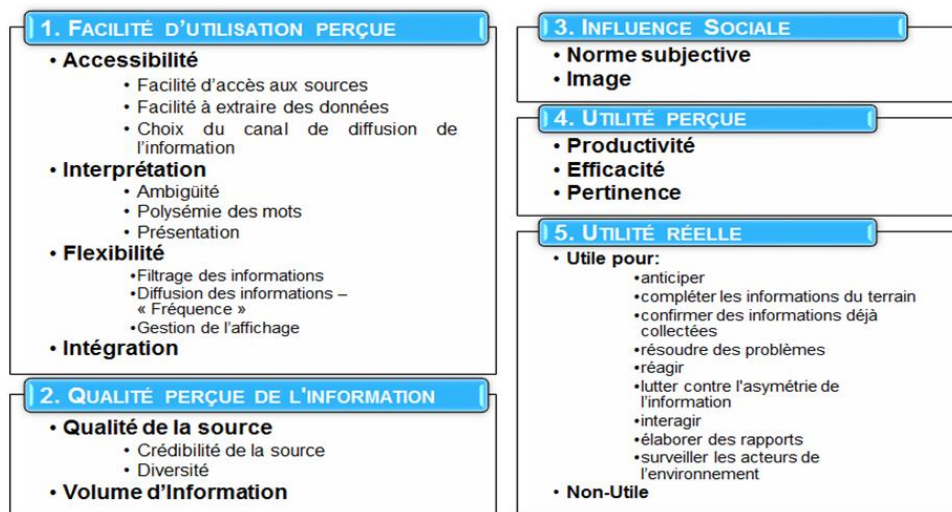 1. FACILITÉ D'UTILISATION PERÇUE
• Accessibilité
• Facilité d'accès aux sources
• Facilité à extraire des données
• Choix du canal de diffusion de
l'information
• Interprétation
• Ambigüité
• Polysémie des mots
• Présentation
• Flexibilité
•Filtrage des informations
•Diffusion des informations –
« Fréquence »
•Gestion de l'affichage
• Intégration
2. QUALITÉ PERÇUE DE L'INFORMATION
• Qualité de la source
• Crédibilité de la source
• Diversité
• Volume d'Information
3. INFLUENCE SOCIALE
• Norme subjective
• Image
4. UTILITÉ PERÇUE
• Productivité
• Efficacité
• Pertinence
5. UTILITÉ RÉELLE
• Utile pour:
•anticiper
•compléter les informations du terrain
•confirmer des informations déjà
collectées
•résoudre des problèmes
•réagir
•lutter contre l'asymétrie de
l'information
•interagir
•élaborer des rapports
•surveiller les acteurs de
l'environnement
• Non-Utile